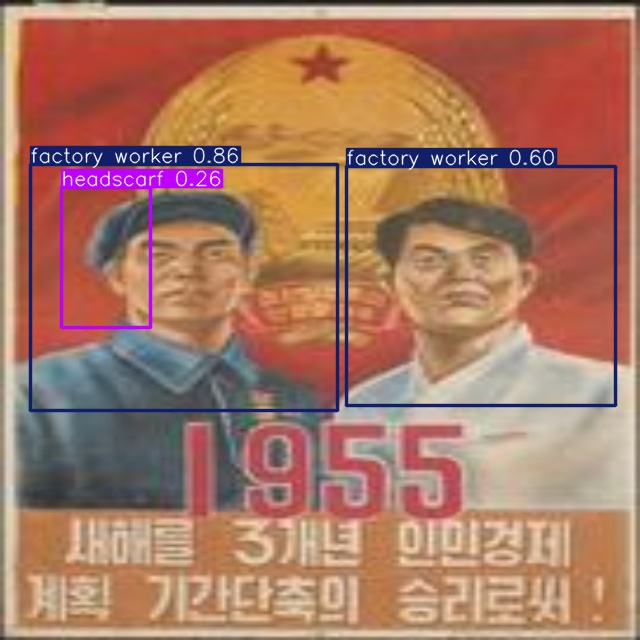 factory worker 0.86
factory worker 0.60
headscarf 0.26
1955
새해를 3개년 인민경제
계획 기간단축의 승리로써!